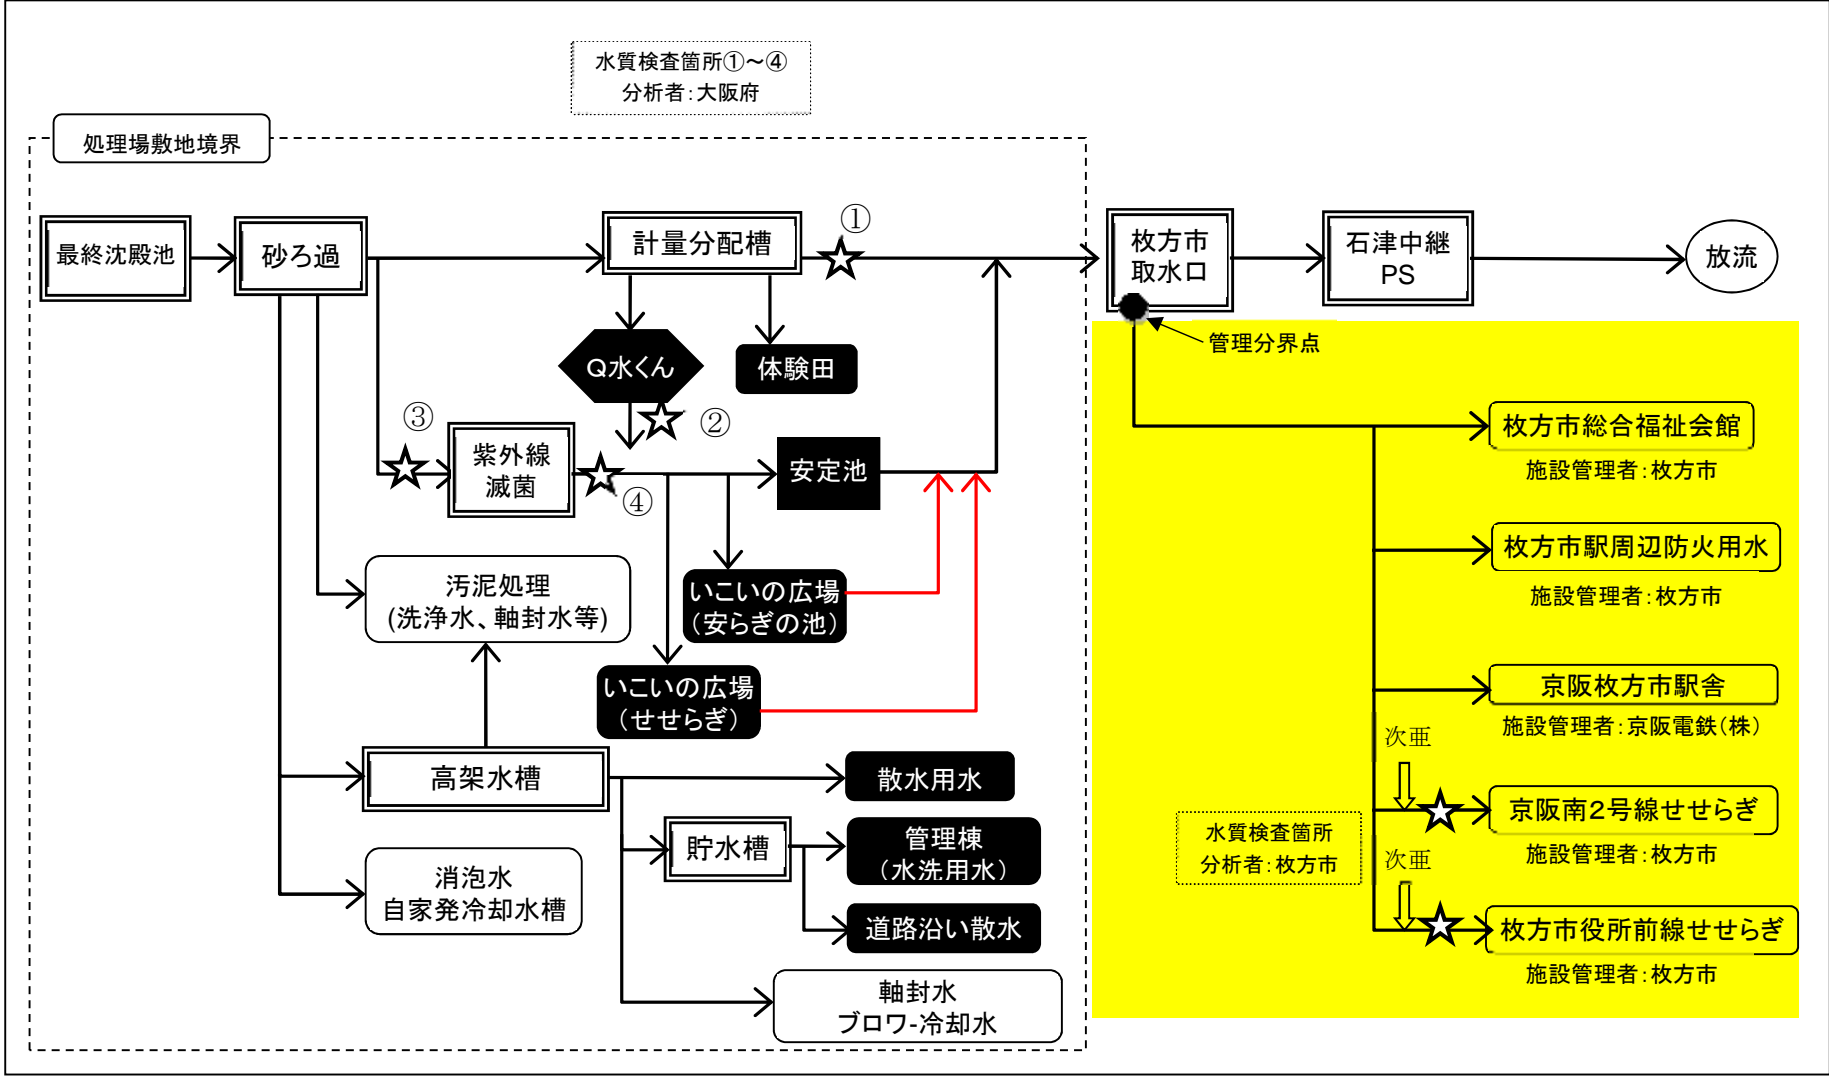 水質検査箇所①～④
分析者：大阪府
処理場敷地境界
最終沈殿池
砂ろ過
計量分配槽
①
枚方市
取水口
石津中継
PS
放流
管理分界点
Q水くん
体験田
②
③
紫外線
滅菌
④
安定池
汚泥処理
(洗浄水、軸封水等)
いこいの広場
（安らぎの池）
いこいの広場
（せせらぎ）
高架水槽
散水用水
貯水槽
管理棟
（水洗用水）
消泡水
自家発冷却水槽
道路沿い散水
軸封水
ブロワ-冷却水
枚方市総合福祉会館
施設管理者：枚方市
枚方市駅周辺防火用水
施設管理者：枚方市
京阪枚方市駅舎
施設管理者：京阪電鉄（株）
次亜
京阪南２号線せせらぎ
施設管理者：枚方市
水質検査箇所
分析者：枚方市
次亜
枚方市役所前線せせらぎ
施設管理者：枚方市